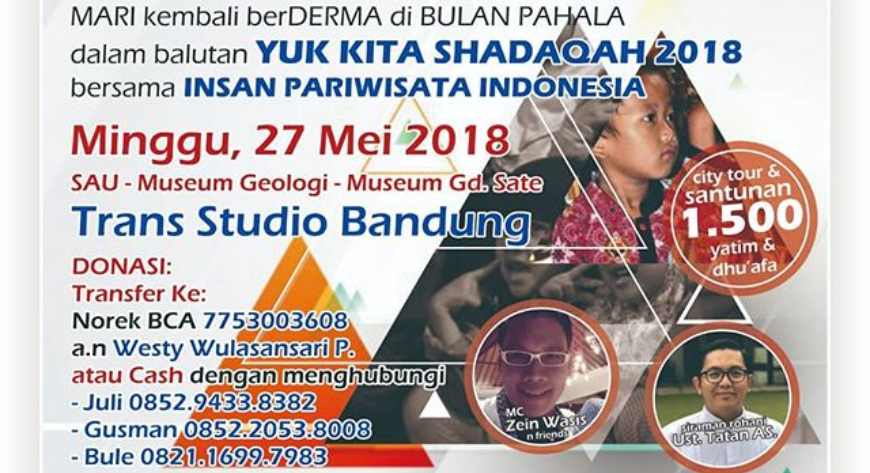 MARI kembali berDERMA di BULAN PAHALA
dalam balutan YUK KITA SHADAQAH 2018
bersama INSAN PARIWISATA INDONESIA
Minggu, 27 Mei 2018
SAU - Museum Geologi - Museum Gd. Sate
Trans Studio Bandung
city tour &
santunan
1.500
yatim &
dhu'afa
DONASI:
Transfer Ke:
Norek BCA 7753003608
a.n Westy Wulasansari P.
atau Cash dengan menghubungi
- Juli 0852.9433.8382
- Gusman 0852.2053.8008
- Bule 0821.1699.7983
MC
Zein Wasis
n friends
siraman rohani
Ust. Tatan AS.